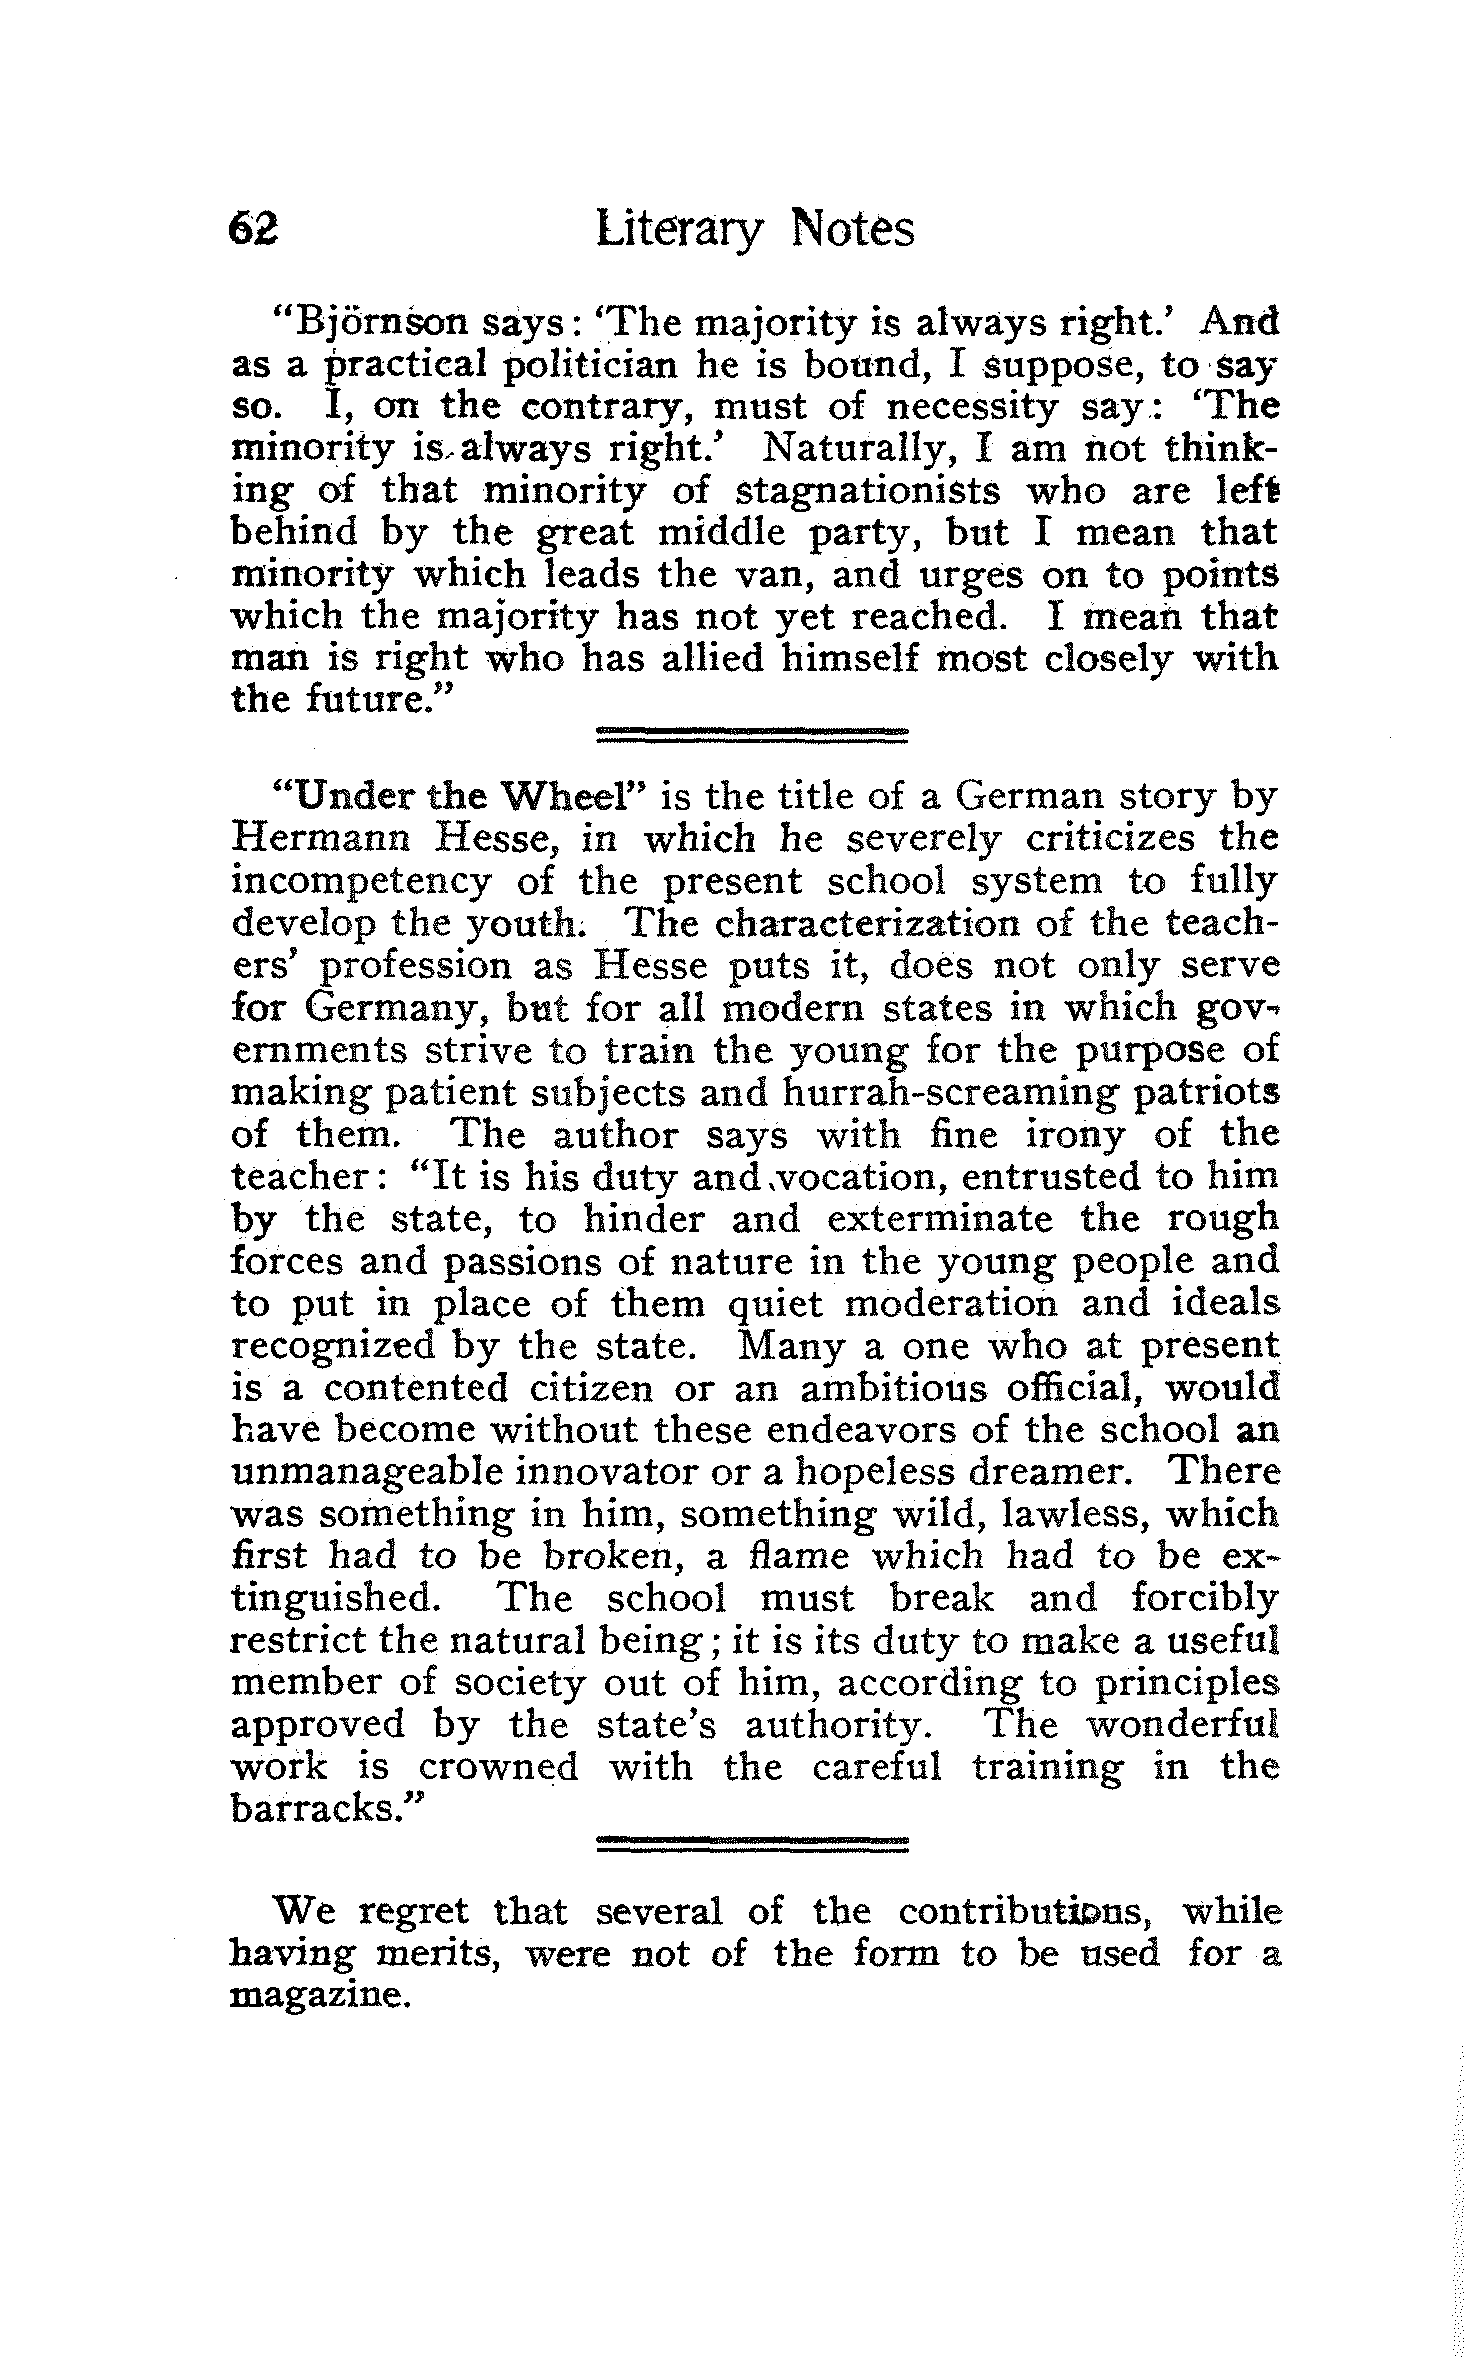 62 Literary Notes
"Björnson says: 'The majority is always right.' And
as a practical politician he is bound, I suppose, to say
so. I, on the contrary, must of necessity say: 'The
minority is always right.' Naturally, I am not think-
ing of that minority of stagnationists who are left
behind by the great middle party, but I mean that
minority which leads the van, and urges on to points
which the majority has not yet reached. I mean that
man is right who has allied himself most closely with
the future."
"Under the Wheel" is the title of a German story by
Hermann Hesse, in which he severely criticizes the
incompetency of the present school system to fully
develop the youth. The characterization of the teach-
ers' profession as Hesse puts it, does not only serve
for Germany, but for all modern states in which gov-
ernments strive to train the young for the purpose of
making patient subjects and hurrah-screaming patriots
of them. The author says with fine irony of the
teacher: "It is his duty and vocation, entrusted to him
by the state, to hinder and exterminate the rough
forces and passions of nature in the young people and
to put in place of them quiet moderation and ideals
recognized by the state. Many a one who at present
is a contented citizen or an ambitious official, would
have become without these endeavors of the school an
unmanageable innovator or a hopeless dreamer. There
was something in him, something wild, lawless, which
first had to be broken, a flame which had to be ex-
tinguished. The school must break and forcibly
restrict the natural being; it is its duty to make a useful
member of society out of him, according to principles
approved by the state's authority. The wonderful
work is crowned with the careful training in the
barracks."
We regret that several of the contributions, while
having merits, were not of the form to be used for a
magazine.